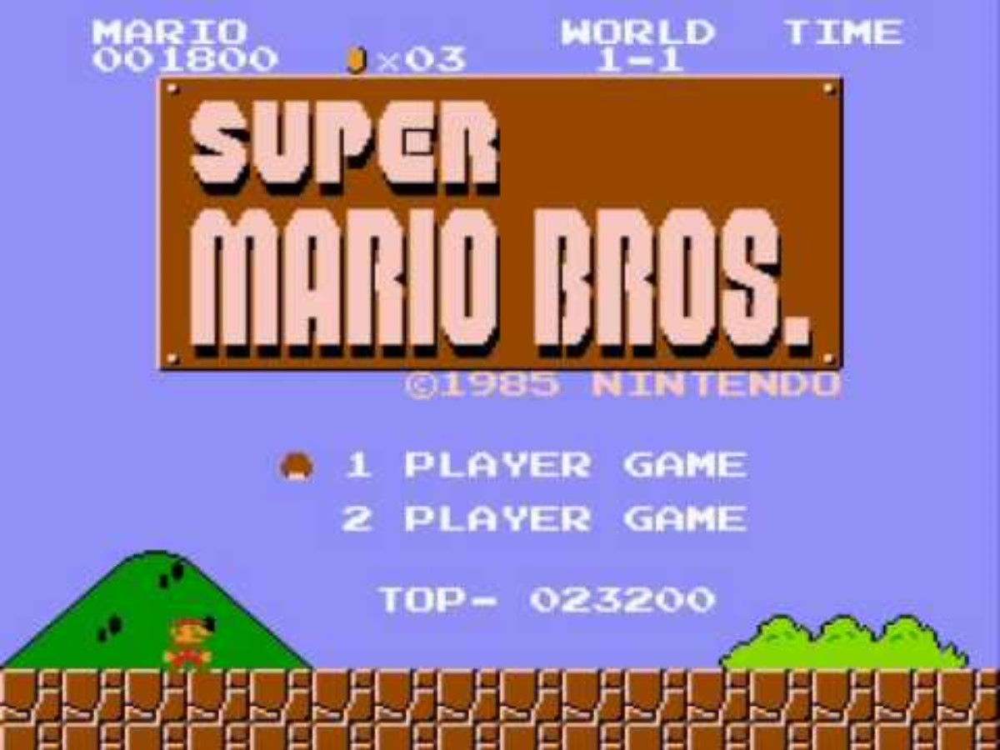 MARIO WORLD TIME
001800 ×03 1-1
SUPER
MARIO BROS.
©1985 NINTENDO
1 PLAYER GAME
2 PLAYER GAME
TOP- 023200